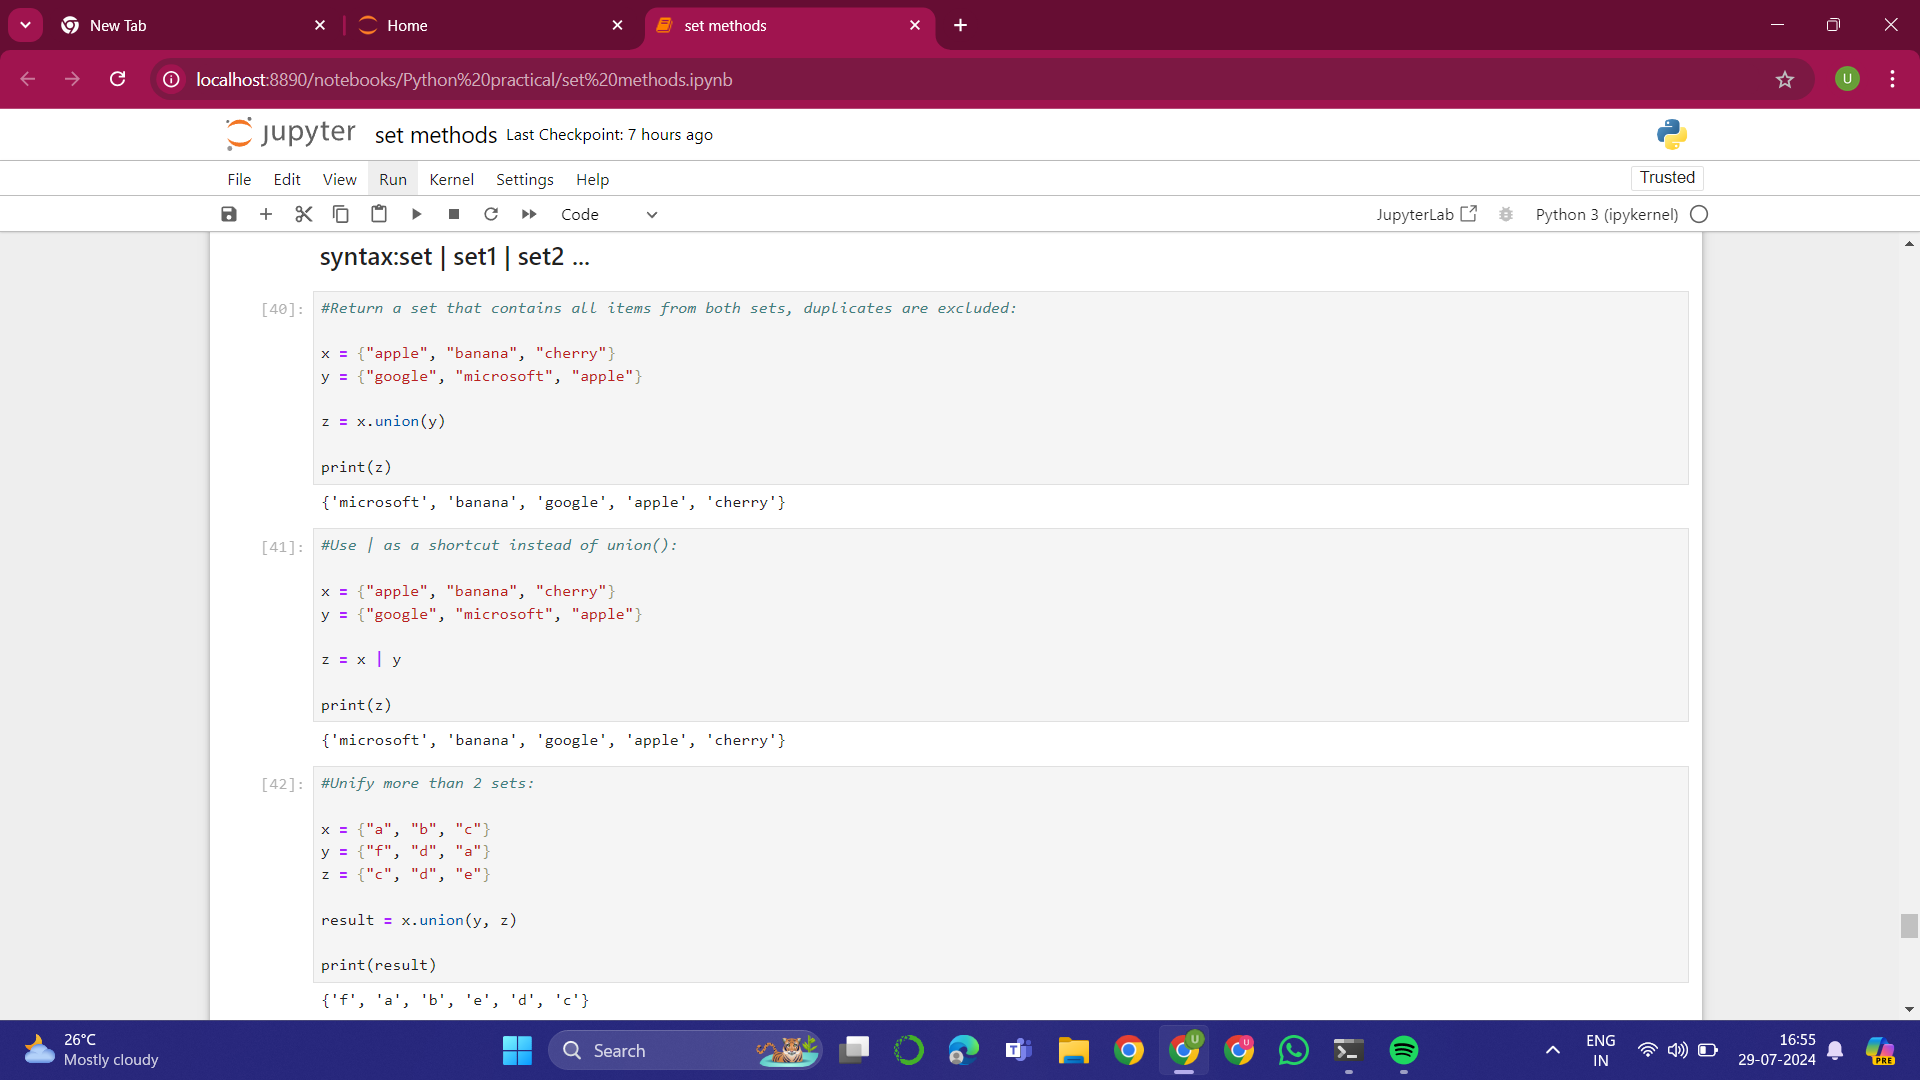 New Tab
Home
set methods
localhost:8890/notebooks/Python%20practical/set%20methods.ipynb
U
jupyter set methods Last Checkpoint: 7 hours ago
File Edit View Run Kernel Settings Help
Trusted
Code
JupyterLab
Python 3 (ipykernel)
syntax:set | set1 | set2 ...
[40]:
#Return a set that contains all items from both sets, duplicates are excluded:
x = {"apple", "banana", "cherry"}
y = {"google", "microsoft", "apple"}
z = x.union(y)
print(z)
{'microsoft', 'banana', 'google', 'apple', 'cherry'}
[41]:
#Use | as a shortcut instead of union():
x = {"apple", "banana", "cherry"}
y = {"google", "microsoft", "apple"}
z = x | y
print(z)
{'microsoft', 'banana', 'google', 'apple', 'cherry'}
[42]:
#Unify more than 2 sets:
x = {"a", "b", "c"}
y = {"f", "d", "a"}
z = {"c", "d", "e"}
result = x.union(y, z)
print(result)
{'f', 'a', 'b', 'e', 'd', 'c'}
26°C
Mostly cloudy
Search
U
U
ENG
IN
16:55
29-07-2024
PRE